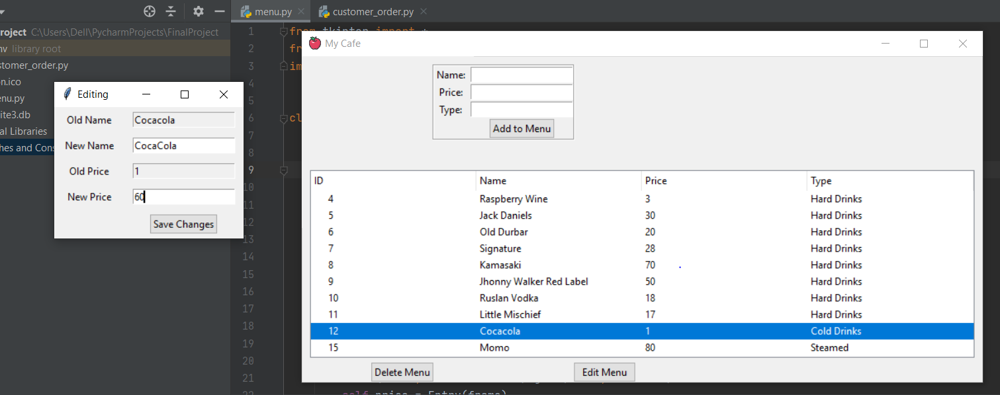 menu.py
customer_order.py
roject C:\Users\Dell\PycharmProjects\FinalProject
nv library root
stomer_order.py
on.ico
enu.py
ite3.db
al Libraries
hes and Cons
Editing
Old Name Cocacola
New Name CocaCola
Old Price 1
New Price 60
Save Changes
1
2
3
4
5
6
7
8
9
10
11
12
13
14
15
16
17
18
19
20
21
from tkinter import *
fr
im
cl
My Cafe
Name:
Price:
Type:
Add to Menu
ID Name Price Type
4 Raspberry Wine 3 Hard Drinks
5 Jack Daniels 30 Hard Drinks
6 Old Durbar 20 Hard Drinks
7 Signature 28 Hard Drinks
8 Kamasaki 70 Hard Drinks
9 Jhonny Walker Red Label 50 Hard Drinks
10 Ruslan Vodka 18 Hard Drinks
11 Little Mischief 17 Hard Drinks
12 Cocacola 1 Cold Drinks
15 Momo 80 Steamed
Delete Menu Edit Menu
self.price = Entry(frame)